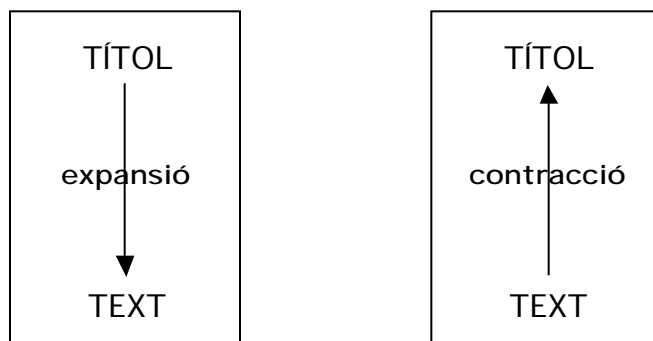 TÍTOL
expansió
TEXT
TÍTOL
contracció
TEXT